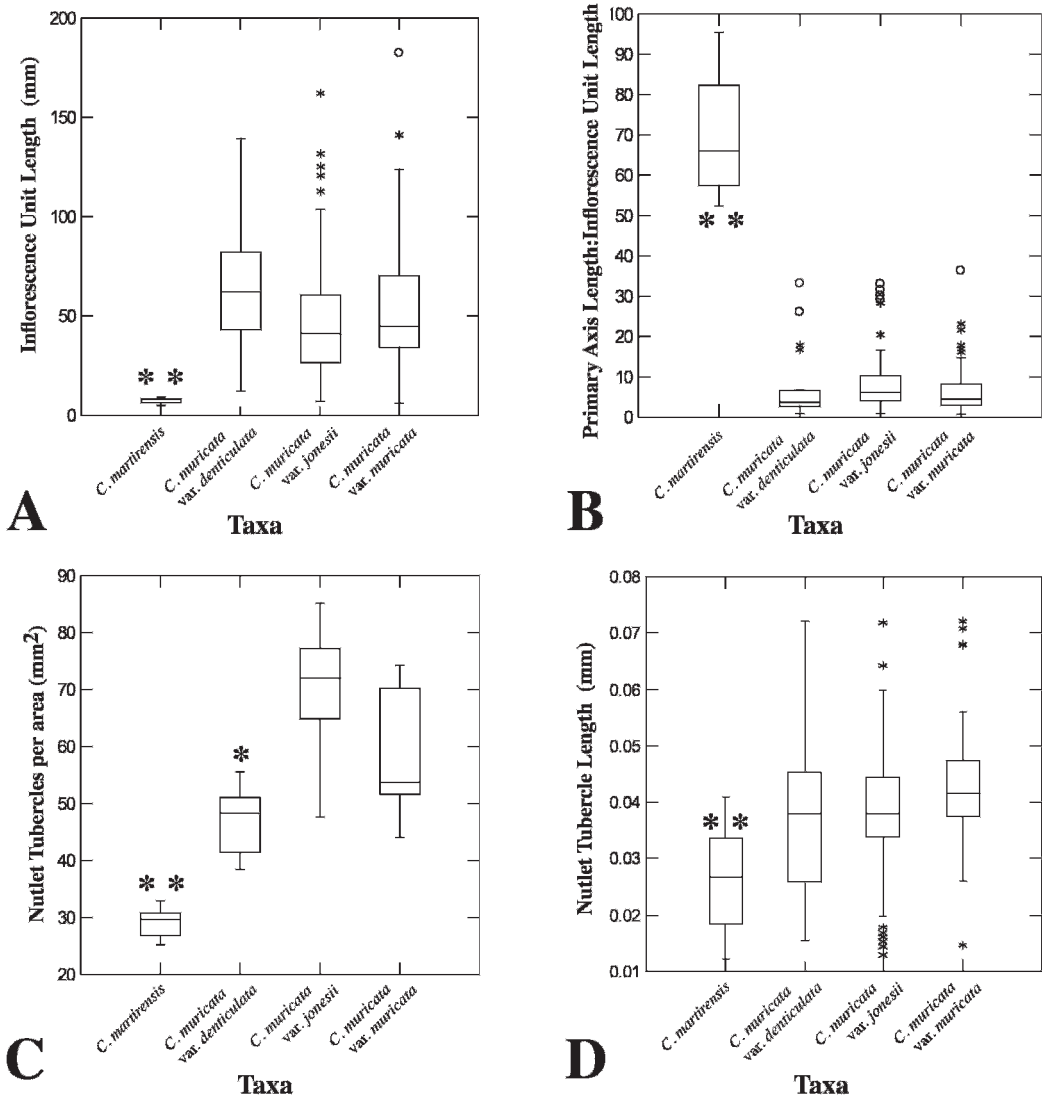 200
150
100
50
0
Inflorescence Unit Length (mm)
** 
C. martirensis
C. muricata
var. denticulata
C. muricata
var. jonesii
C. muricata
var. muricata
A
Taxa
100
90
80
70
60
50
40
30
20
10
0
Primary Axis Length:Inflorescence Unit Length
* *
C. martirensis
C. muricata
var. denticulata
C. muricata
var. jonesii
C. muricata
var. muricata
B
Taxa
90
80
70
60
50
40
30
20
Nutlet Tubercles per area (mm²)
* *
*
C. martirensis
C. muricata
var. denticulata
C. muricata
var. jonesii
C. muricata
var. muricata
C
Taxa
0.08
0.07
0.06
0.05
0.04
0.03
0.02
0.01
Nutlet Tubercle Length (mm)
* *
C. martirensis
C. muricata
var. denticulata
C. muricata
var. jonesii
C. muricata
var. muricata
D
Taxa